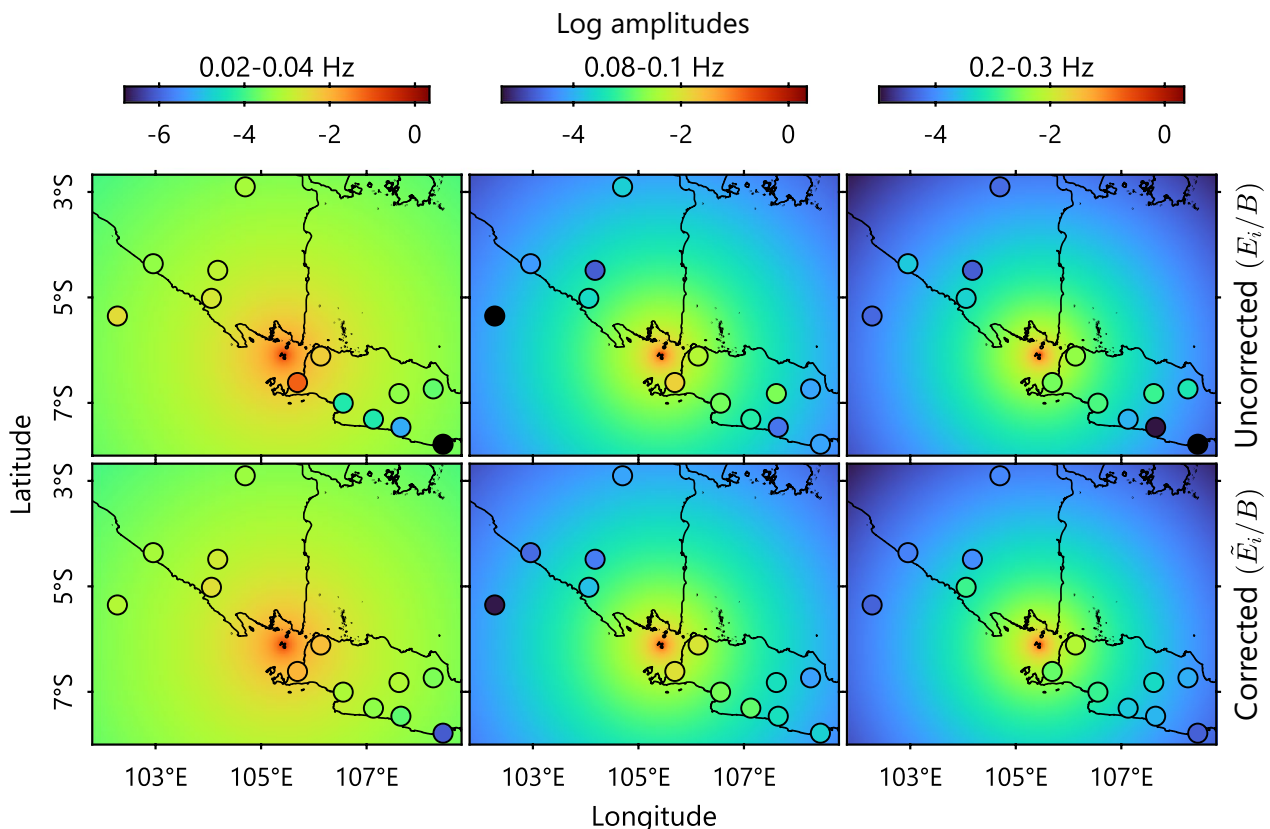 Log amplitudes
0.02-0.04 Hz
0.08-0.1 Hz
0.2-0.3 Hz
-6 -4 -2 0
-4 -2 0
-4 -2 0
3°S
5°S
7°S
Uncorrected (E_i/B)
Latitude
3°S
5°S
7°S
Corrected (Ẽ_i/B)
103°E 105°E 107°E
103°E 105°E 107°E
103°E 105°E 107°E
Longitude